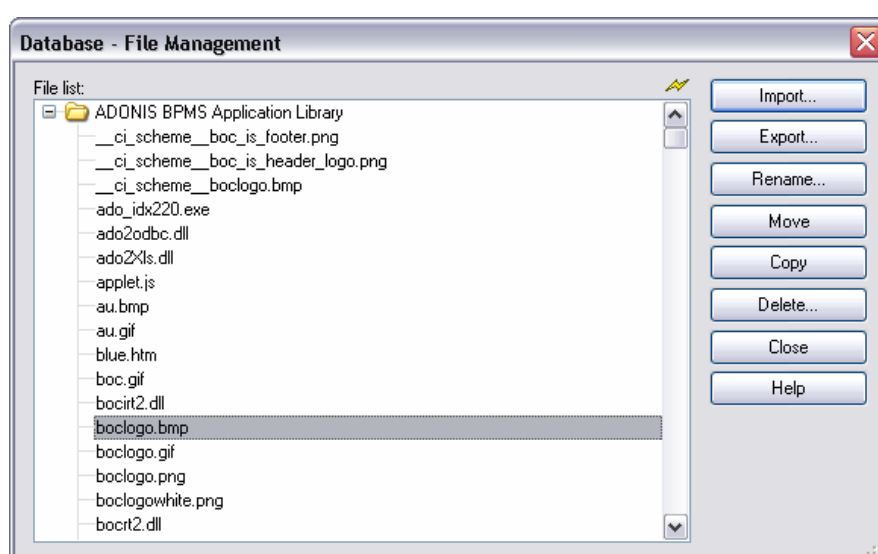 Database - File Management
File list:
ADONIS BPMS Application Library
__ci_scheme__boc_is_footer.png
__ci_scheme__boc_is_header_logo.png
__ci_scheme__boclogo.bmp
ado_idx220.exe
ado2odbc.dll
ado2Xls.dll
applet.js
au.bmp
au.gif
blue.htm
boc.gif
bocirt2.dll
boclogo.bmp
boclogo.gif
boclogo.png
boclogowhite.png
bocrt2.dll
Import...
Export...
Rename...
Move
Copy
Delete...
Close
Help